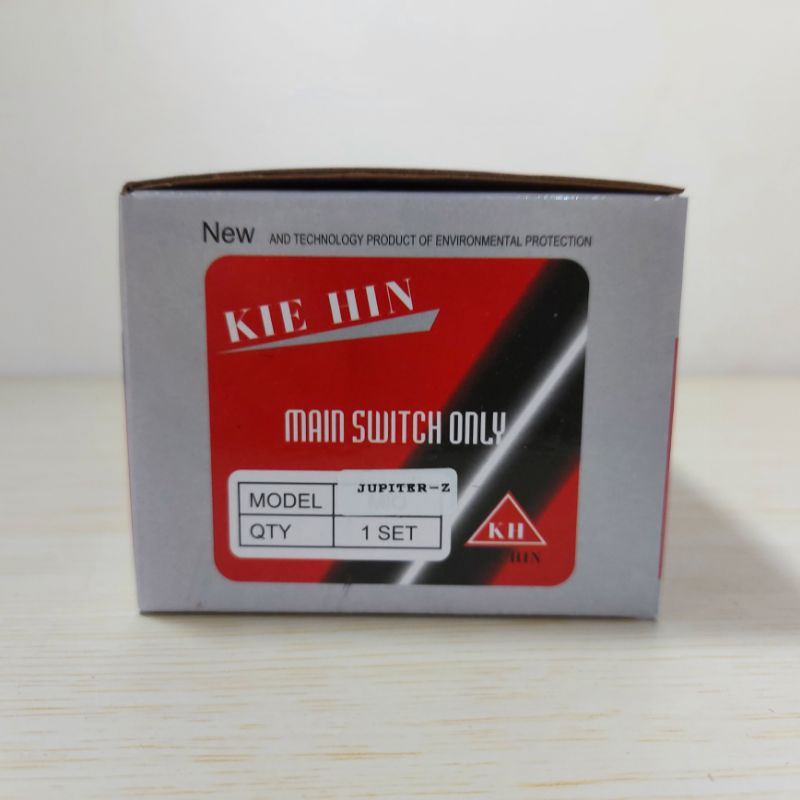 New AND TECHNOLOGY PRODUCT OF ENVIRONMENTAL PROTECTION
KIE HIN
MAIN SWITCH ONLY
MODEL JUPITER-Z
QTY 1 SET
KH
HIN